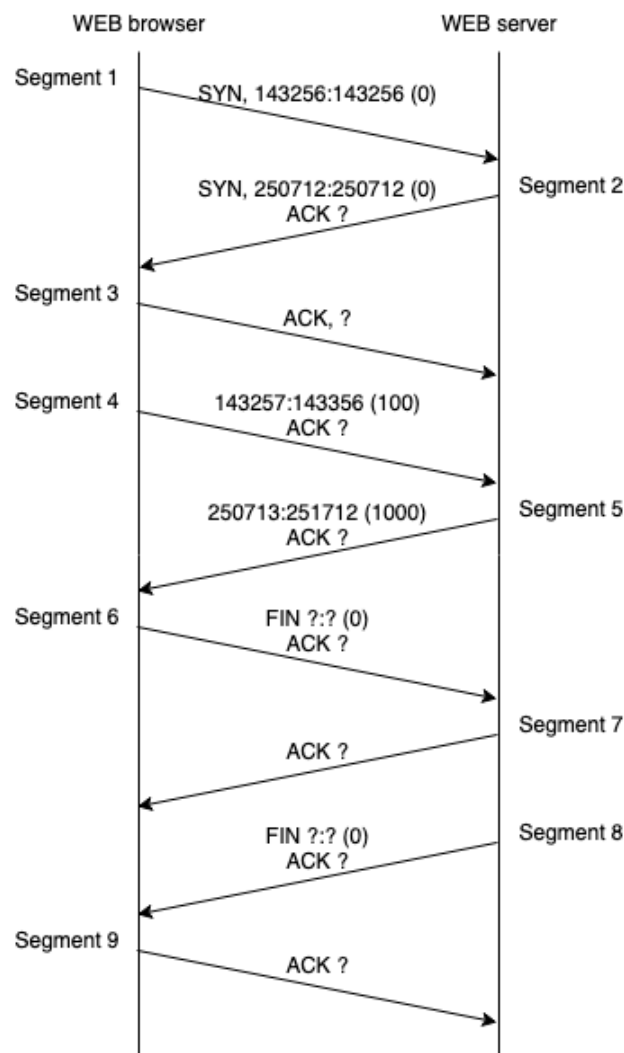 WEB browser
WEB server
Segment 1
SYN, 143256:143256 (0)
SYN, 250712:250712 (0)
ACK ?
Segment 2
Segment 3
ACK, ?
Segment 4
143257:143356 (100)
ACK ?
250713:251712 (1000)
ACK ?
Segment 5
Segment 6
FIN ?:? (0)
ACK ?
Segment 7
ACK ?
FIN ?:? (0)
ACK ?
Segment 8
Segment 9
ACK ?